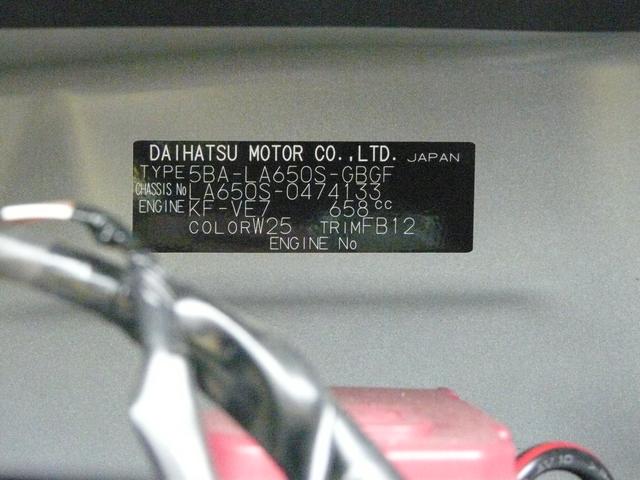 DAIHATSU MOTOR CO.,LTD. JAPAN
TYPE 5BA-LA650S-GBGF
CHASSIS No LA650S-0474133
ENGINE KF-VE7 658cc
COLOR W25 TRIM FB12
ENGINE No